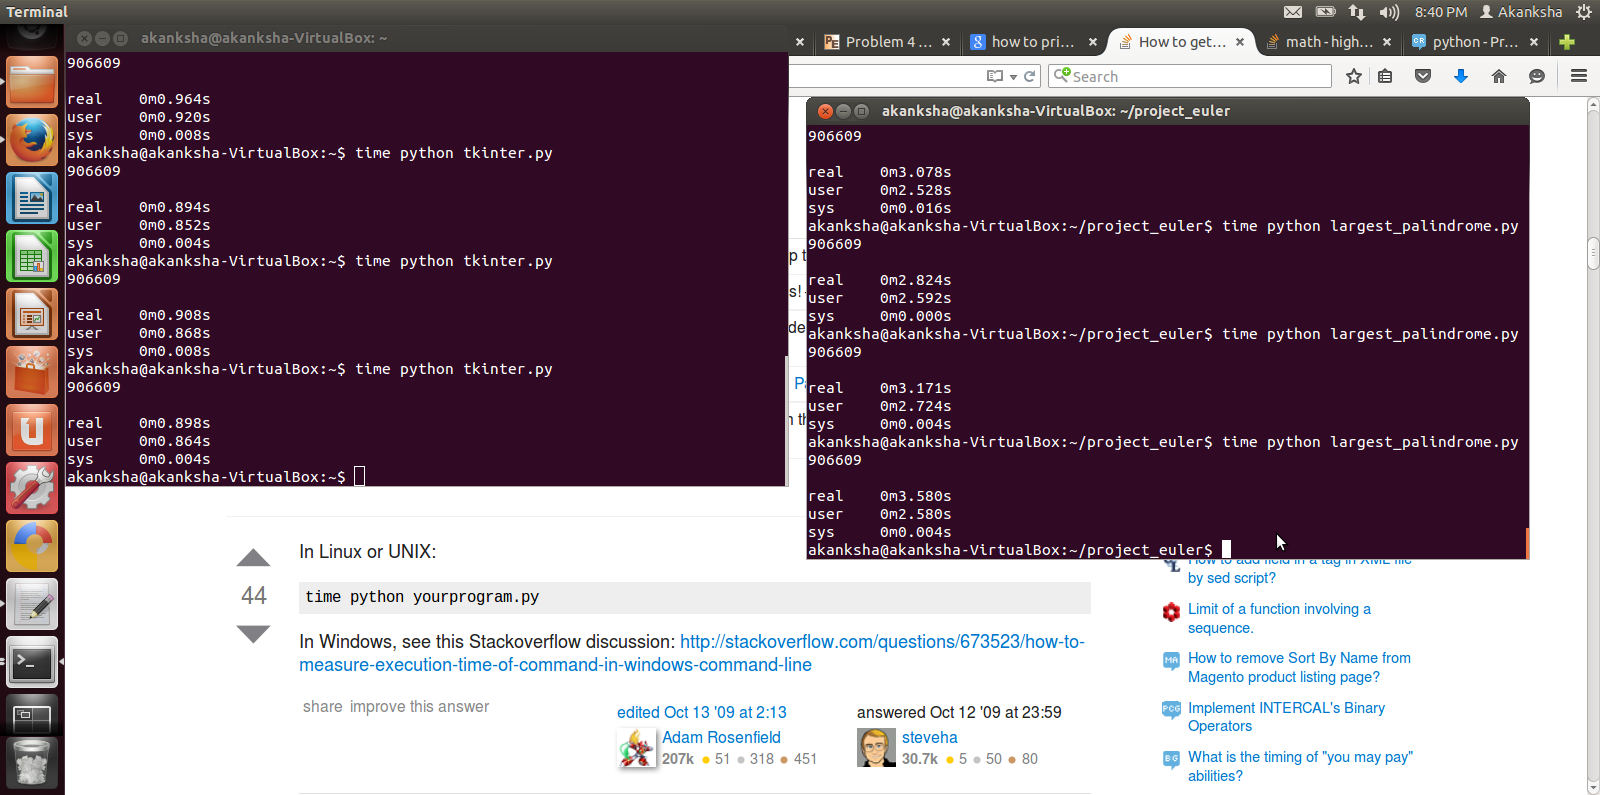 Terminal
8:40 PM Akanksha
akanksha@akanksha-VirtualBox: ~
906609
real 0m0.964s
user 0m0.920s
sys 0m0.008s
akanksha@akanksha-VirtualBox:~$ time python tkinter.py
906609
real 0m0.894s
user 0m0.852s
sys 0m0.004s
akanksha@akanksha-VirtualBox:~$ time python tkinter.py
906609
real 0m0.908s
user 0m0.868s
sys 0m0.008s
akanksha@akanksha-VirtualBox:~$ time python tkinter.py
906609
real 0m0.898s
user 0m0.864s
sys 0m0.004s
akanksha@akanksha-VirtualBox:~$
Problem 4 ... how to pri... How to get... math - high... python - Pr...
Search
akanksha@akanksha-VirtualBox: ~/project_euler
906609
real 0m3.078s
user 0m2.528s
sys 0m0.016s
akanksha@akanksha-VirtualBox:~/project_euler$ time python largest_palindrome.py
906609
real 0m2.824s
user 0m2.592s
sys 0m0.000s
akanksha@akanksha-VirtualBox:~/project_euler$ time python largest_palindrome.py
906609
real 0m3.171s
user 0m2.724s
sys 0m0.004s
akanksha@akanksha-VirtualBox:~/project_euler$ time python largest_palindrome.py
906609
real 0m3.580s
user 0m2.580s
sys 0m0.004s
akanksha@akanksha-VirtualBox:~/project_euler$
In Linux or UNIX:
44
time python yourprogram.py
In Windows, see this Stackoverflow discussion: http://stackoverflow.com/questions/673523/how-to-
measure-execution-time-of-command-in-windows-command-line
share improve this answer
edited Oct 13 '09 at 2:13
Adam Rosenfield
207k 51 318 451
answered Oct 12 '09 at 23:59
steveha
30.7k 5 50 80
How to add field in a tag in XML file
by sed script?
Limit of a function involving a
sequence.
How to remove Sort By Name from
Magento product listing page?
Implement INTERCAL's Binary
Operators
What is the timing of "you may pay"
abilities?